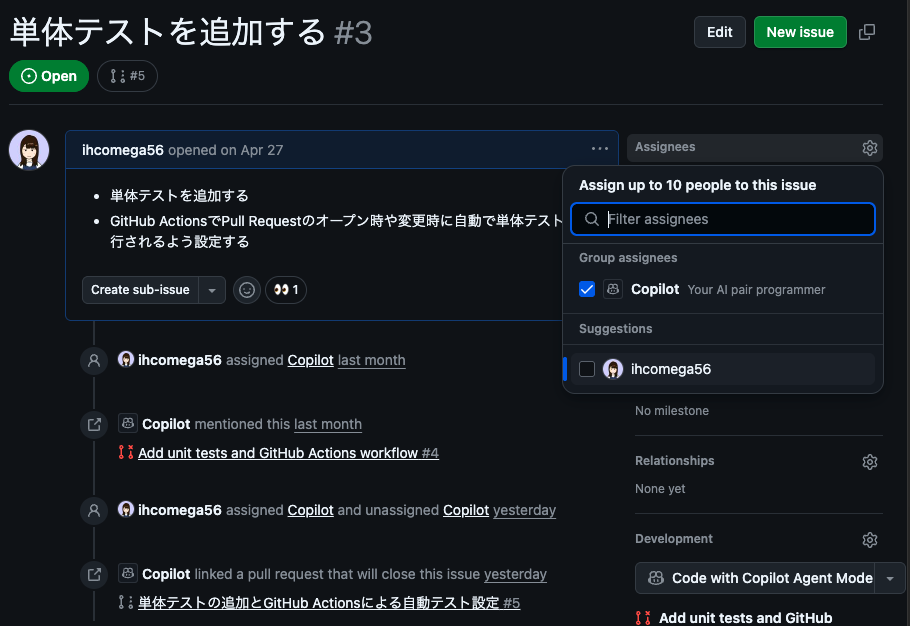 単体テストを追加する #3
Edit
New issue
Open
#5
ihcomega56 opened on Apr 27
単体テストを追加する
GitHub ActionsでPull Requestのオープン時や変更時に自動で単体テスト
行されるよう設定する
Create sub-issue
👀 1
ihcomega56 assigned Copilot last month
Copilot mentioned this last month
Add unit tests and GitHub Actions workflow #4
ihcomega56 assigned Copilot and unassigned Copilot yesterday
Copilot linked a pull request that will close this issue yesterday
単体テストの追加とGitHub Actionsによる自動テスト設定 #5
Assignees
Assign up to 10 people to this issue
Filter assignees
Group assignees
Copilot Your AI pair programmer
Suggestions
ihcomega56
No milestone
Relationships
None yet
Development
Code with Copilot Agent Mode
Add unit tests and GitHub